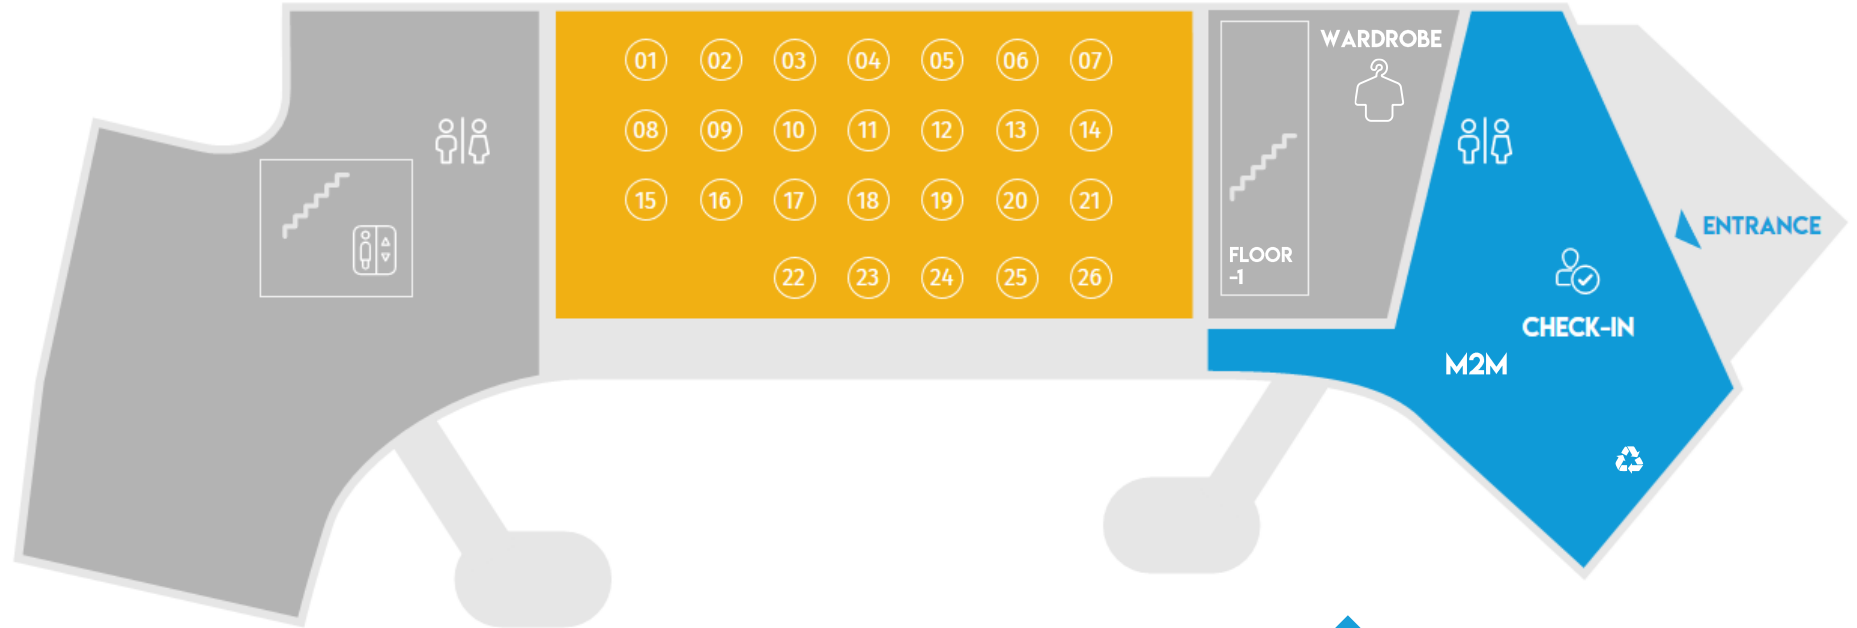 01 02 03 04 05 06 07
08 09 10 11 12 13 14
15 16 17 18 19 20 21
22 23 24 25 26
WARDROBE
FLOOR
-1
ENTRANCE
CHECK-IN
M2M